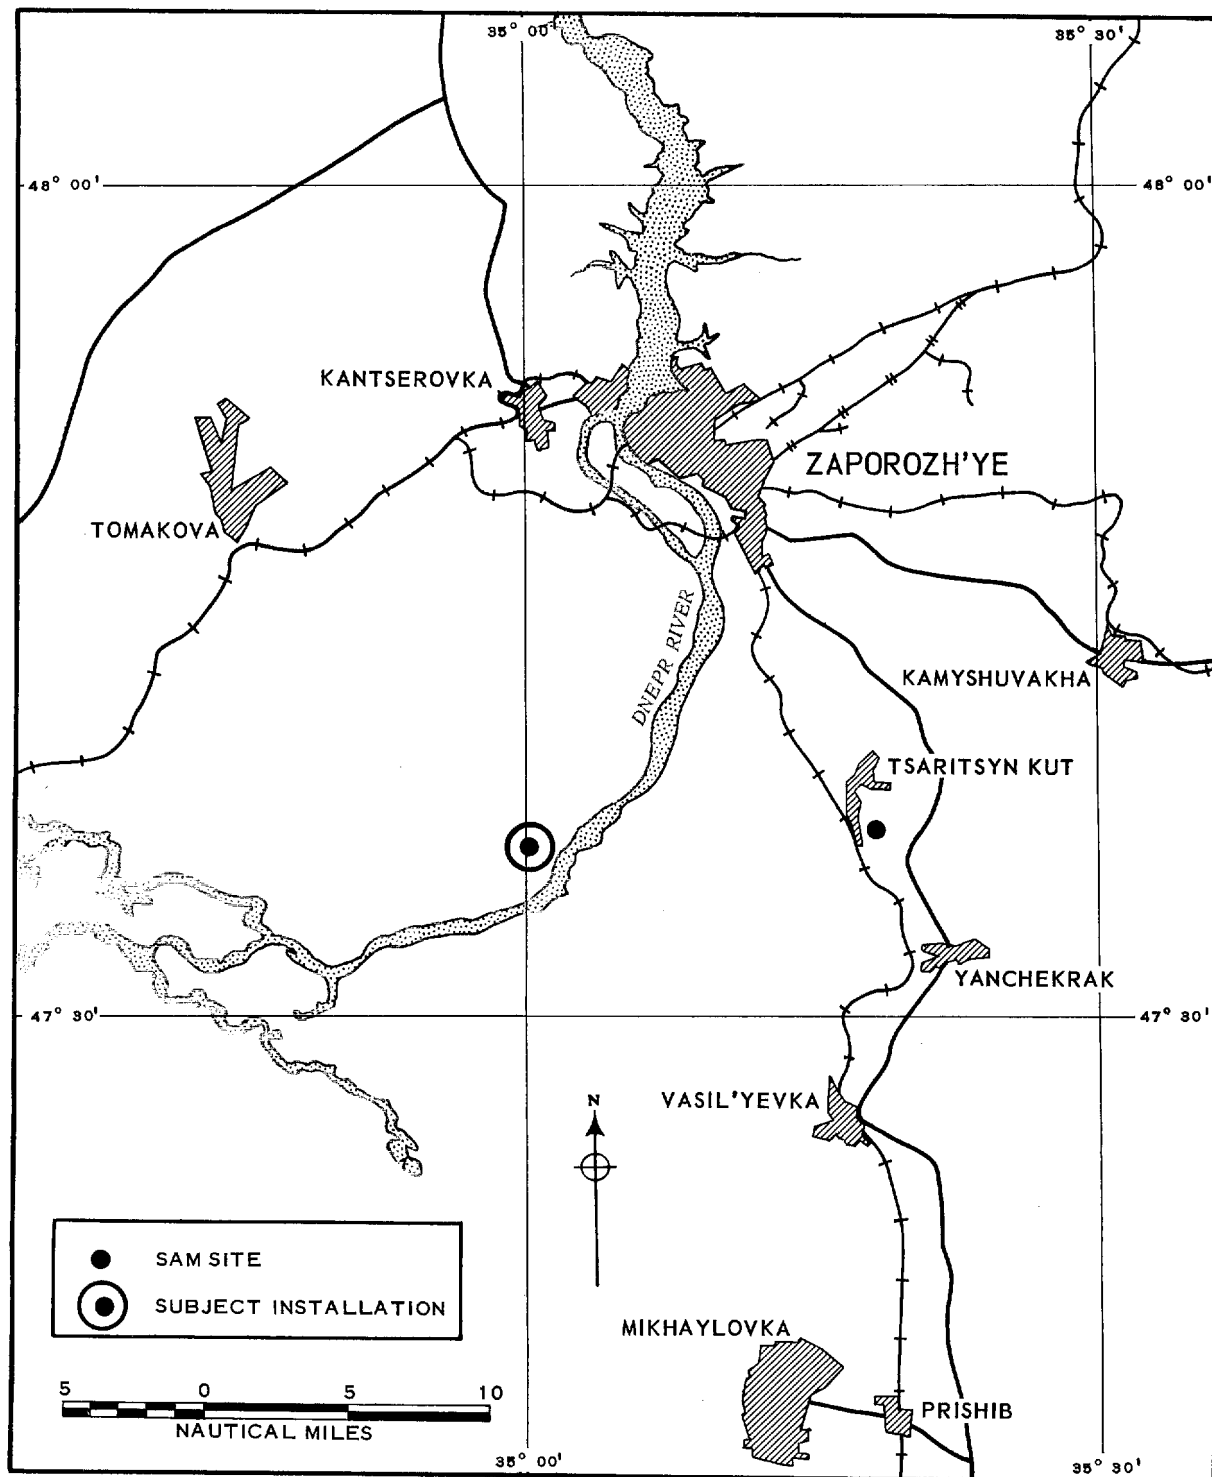 35° 00'
35° 30'
48° 00'
48° 00'
KANTSEROVKA
ZAPOROZH'YE
TOMAKOVA
DNEPR RIVER
KAMYSHUVAKHA
TSARITSYN KUT
YANCHEKRAK
47° 30'
47° 30'
VASIL'YEVKA
N
SAM SITE
SUBJECT INSTALLATION
MIKHAYLOVKA
5 0 5 10
NAUTICAL MILES
PRISHIB
35° 00'
35° 30'